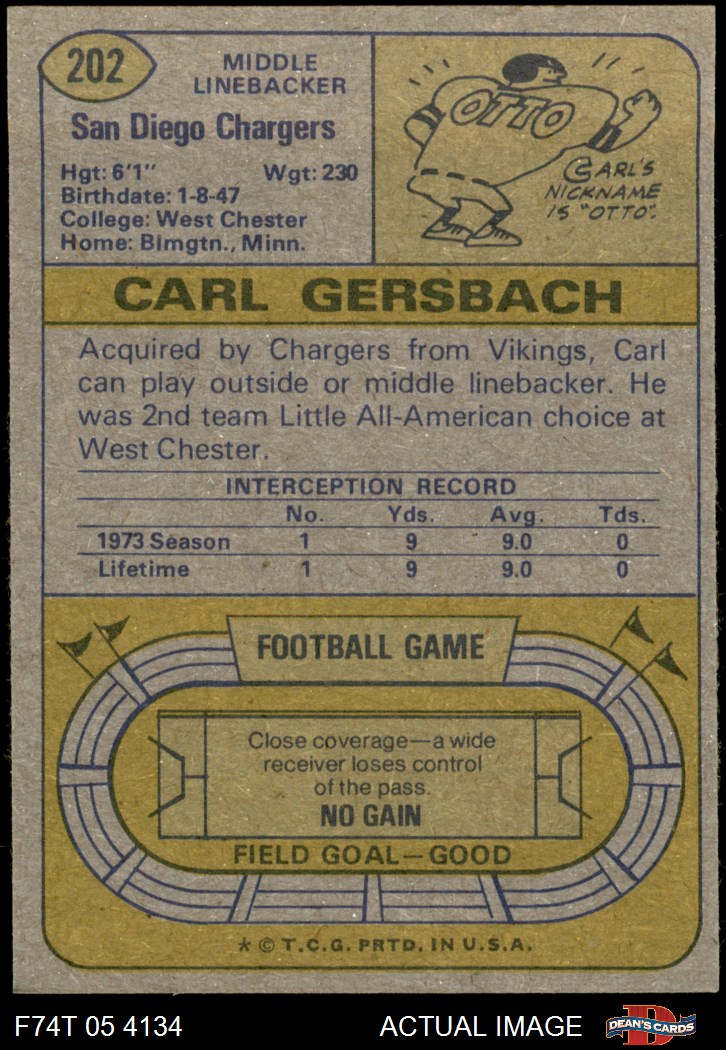 202
MIDDLE
LINEBACKER
San Diego Chargers
Hgt: 6'1" Wgt: 230
Birthdate: 1-8-47
College: West Chester
Home: Blmgtn., Minn.
OTTO
CARL'S
NICKNAME
IS "OTTO".
CARL GERSBACH
Acquired by Chargers from Vikings, Carl
can play outside or middle linebacker. He
was 2nd team Little All-American choice at
West Chester.
INTERCEPTION RECORD
No. Yds. Avg. Tds.
1973 Season 1 9 9.0 0
Lifetime 1 9 9.0 0
FOOTBALL GAME
Close coverage—a wide
receiver loses control
of the pass.
NO GAIN
FIELD GOAL—GOOD
* © T.C.G. PRTD. IN U.S.A.
F74T 05 4134 ACTUAL IMAGE
DEAN'S CARDS